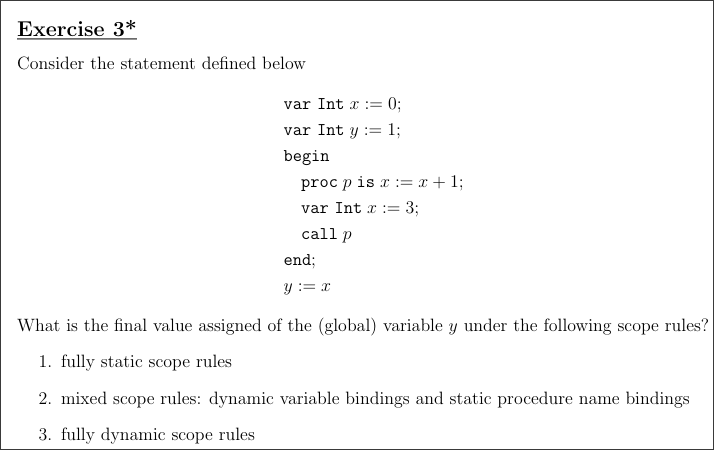 Exercise 3*
Consider the statement defined below
var Int x := 0;
var Int y := 1;
begin
proc p is x := x + 1;
var Int x := 3;
call p
end;
y := x
What is the final value assigned of the (global) variable y under the following scope rules?
1. fully static scope rules
2. mixed scope rules: dynamic variable bindings and static procedure name bindings
3. fully dynamic scope rules